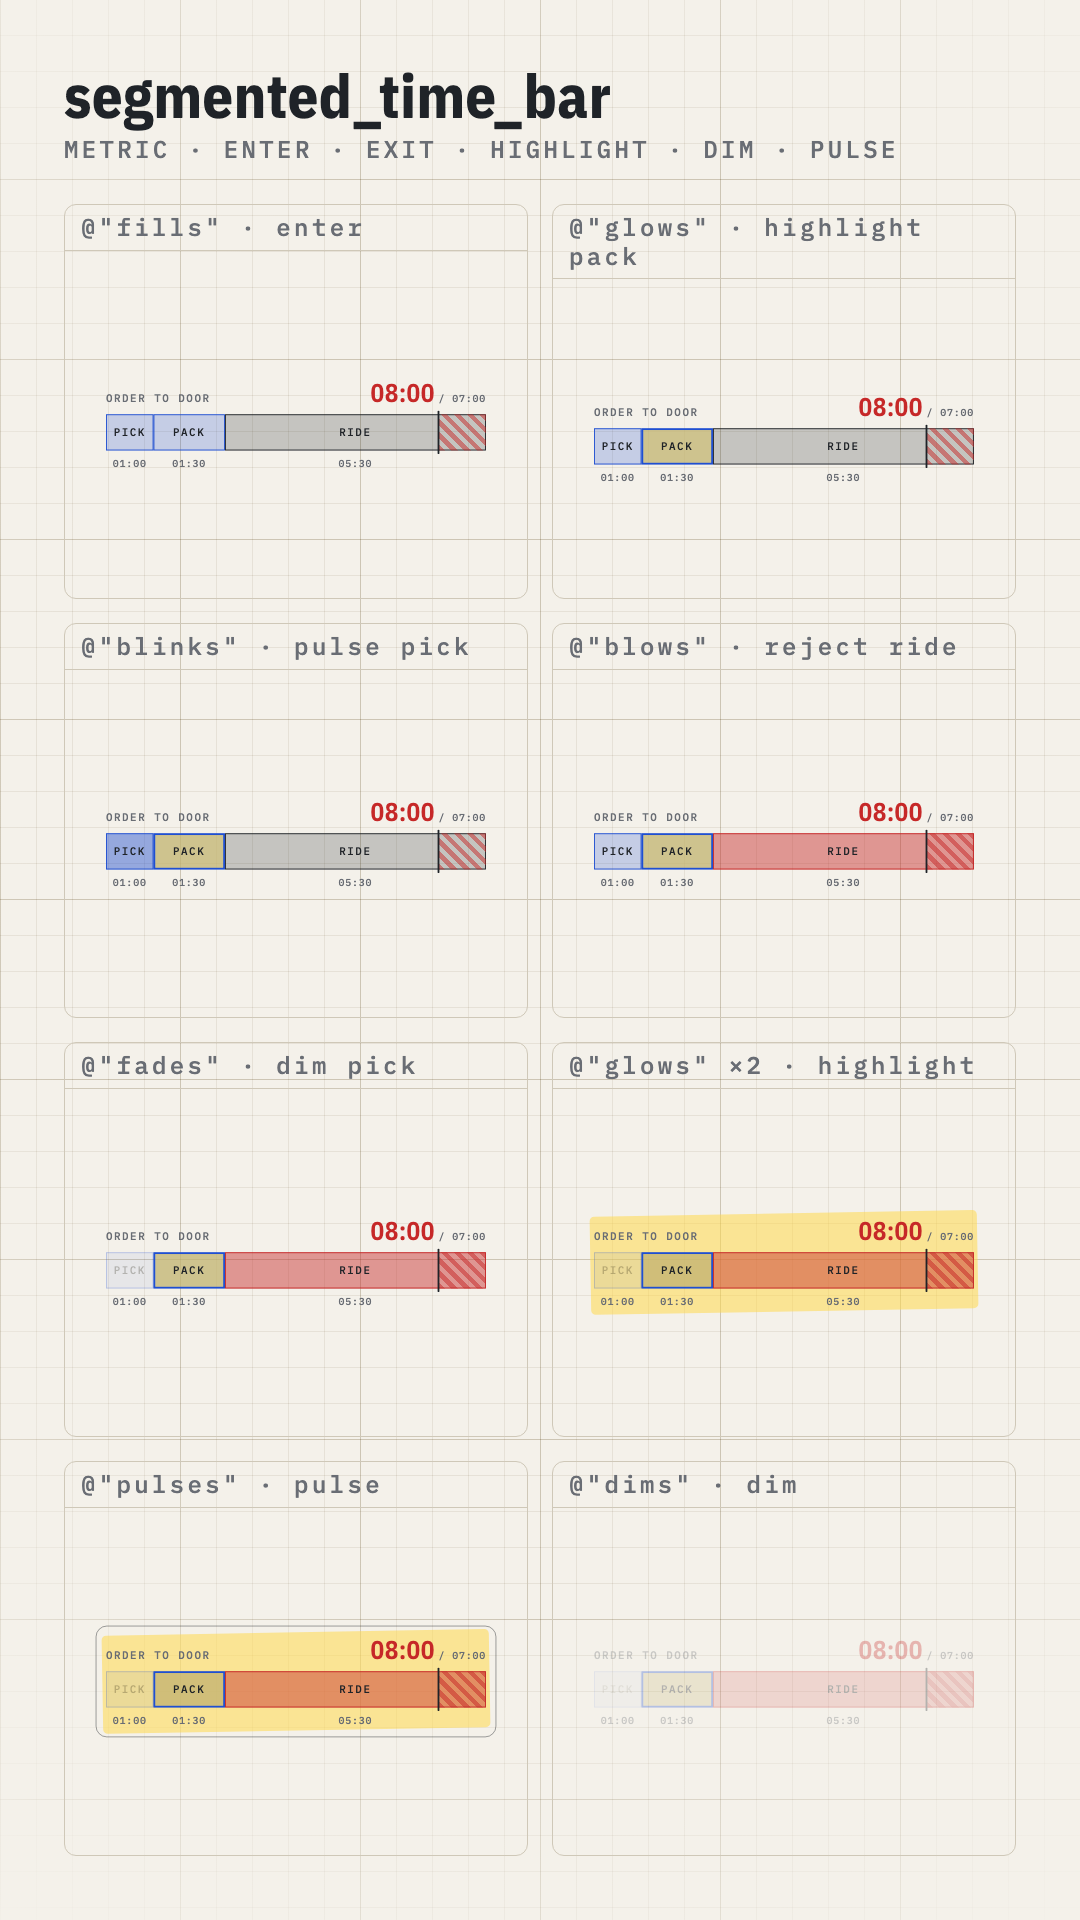 segmented_time_bar
METRIC · ENTER · EXIT · HIGHLIGHT · DIM · PULSE
@"fills" · enter
ORDER TO DOOR 08:00 / 07:00
PICK PACK RIDE
01:00 01:30 05:30
@"glows" · highlight
pack
ORDER TO DOOR 08:00 / 07:00
PICK PACK RIDE
01:00 01:30 05:30
@"blinks" · pulse pick
ORDER TO DOOR 08:00 / 07:00
PICK PACK RIDE
01:00 01:30 05:30
@"blows" · reject ride
ORDER TO DOOR 08:00 / 07:00
PICK PACK RIDE
01:00 01:30 05:30
@"fades" · dim pick
ORDER TO DOOR 08:00 / 07:00
PICK PACK RIDE
01:00 01:30 05:30
@"glows" ×2 · highlight
ORDER TO DOOR 08:00 / 07:00
PICK PACK RIDE
01:00 01:30 05:30
@"pulses" · pulse
ORDER TO DOOR 08:00 / 07:00
PICK PACK RIDE
01:00 01:30 05:30
@"dims" · dim
ORDER TO DOOR 08:00 / 07:00
PICK PACK RIDE
01:00 01:30 05:30